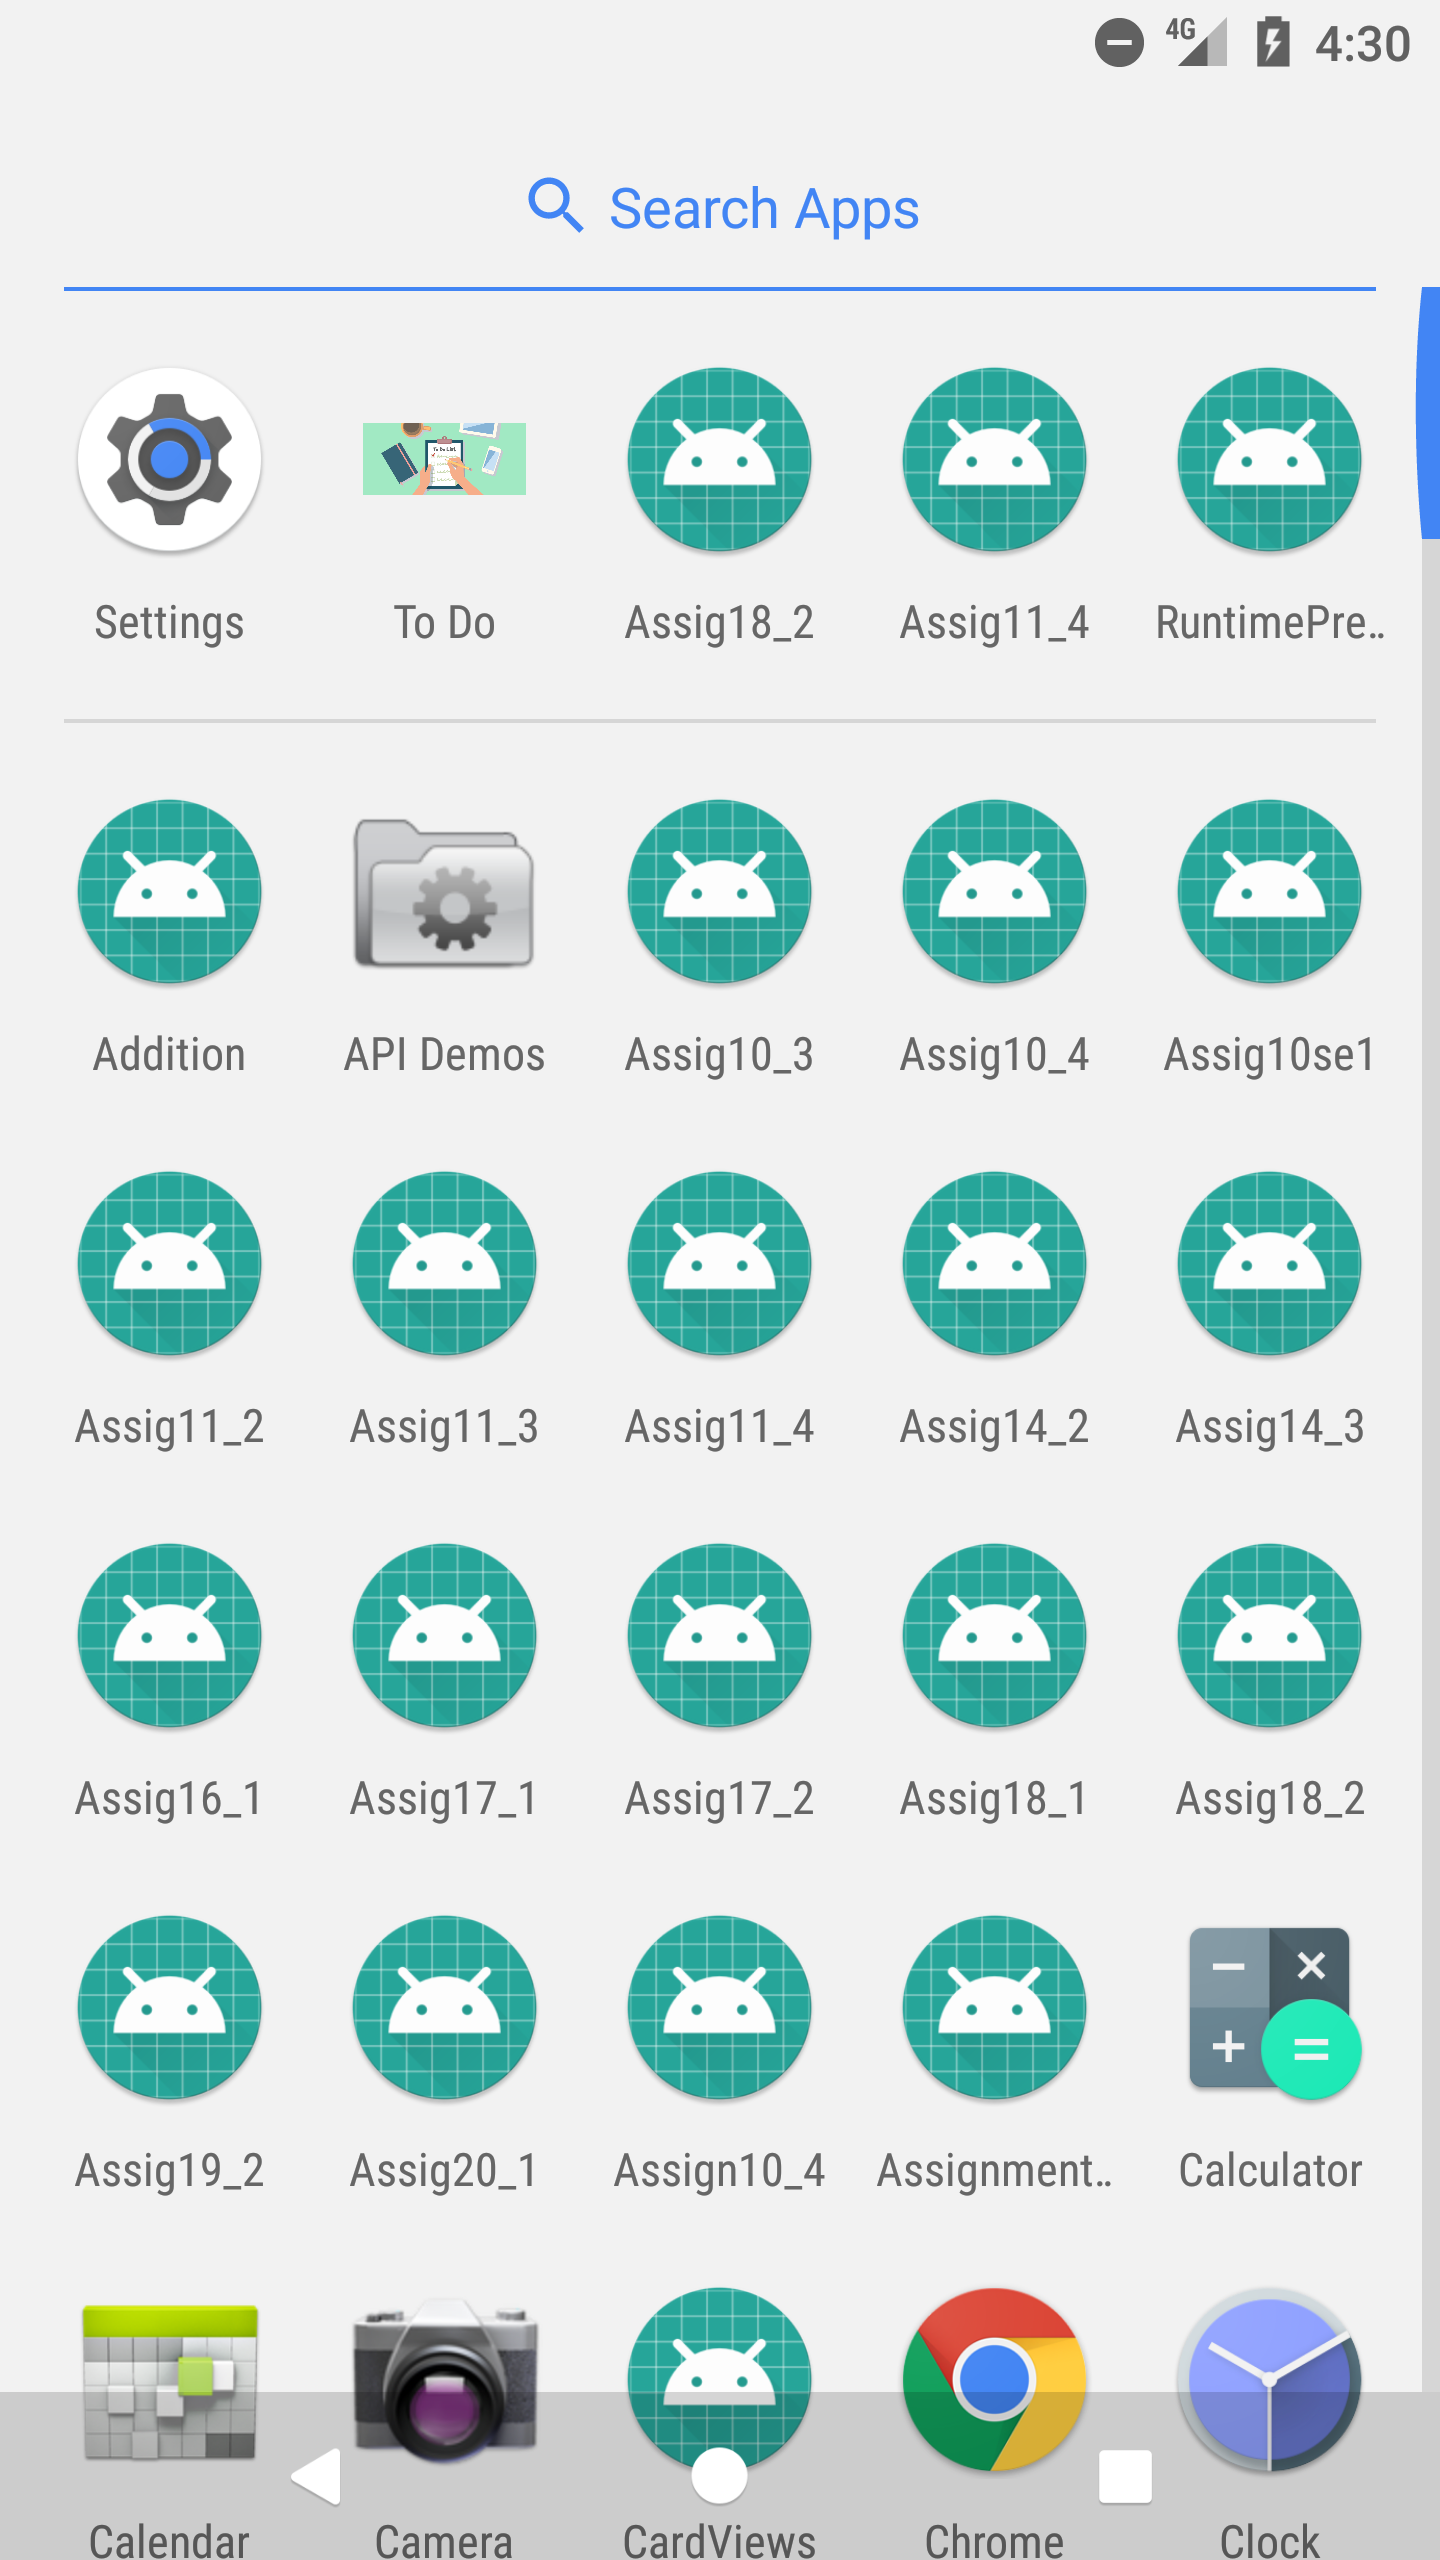 4G 4:30
Search Apps
Settings To Do Assig18_2 Assig11_4 RuntimePre…
Addition API Demos Assig10_3 Assig10_4 Assig10se1
Assig11_2 Assig11_3 Assig11_4 Assig14_2 Assig14_3
Assig16_1 Assig17_1 Assig17_2 Assig18_1 Assig18_2
Assig19_2 Assig20_1 Assign10_4 Assignment… Calculator
Calendar Camera CardViews Chrome Clock